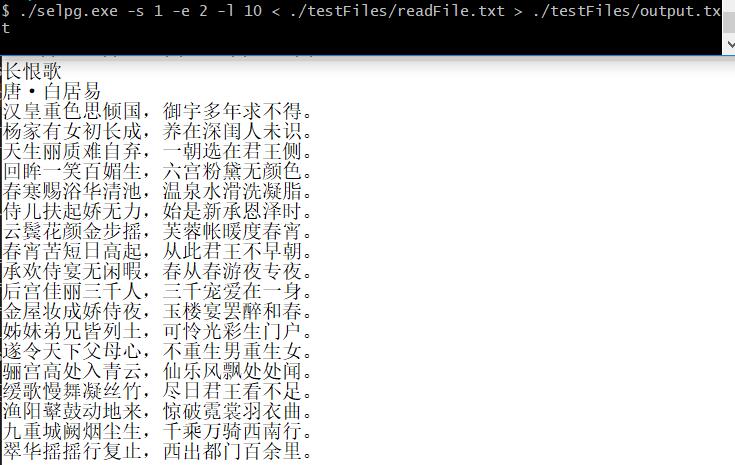 $ ./selpg.exe -s 1 -e 2 -l 10 < ./testFiles/readFile.txt > ./testFiles/output.tx
t
长恨歌
唐·白居易
汉皇重色思倾国，御宇多年求不得。
杨家有女初长成，养在深闺人未识。
天生丽质难自弃，一朝选在君王侧。
回眸一笑百媚生，六宫粉黛无颜色。
春寒赐浴华清池，温泉水滑洗凝脂。
侍儿扶起娇无力，始是新承恩泽时。
云鬓花颜金步摇，芙蓉帐暖度春宵。
春宵苦短日高起，从此君王不早朝。
承欢侍宴无闲暇，春从春游夜专夜。
后宫佳丽三千人，三千宠爱在一身。
金屋妆成娇侍夜，玉楼宴罢醉和春。
姊妹弟兄皆列土，可怜光彩生门户。
遂令天下父母心，不重生男重生女。
骊宫高处入青云，仙乐风飘处处闻。
缓歌慢舞凝丝竹，尽日君王看不足。
渔阳鼙鼓动地来，惊破霓裳羽衣曲。
九重城阙烟尘生，千乘万骑西南行。
翠华摇摇行复止，西出都门百余里。